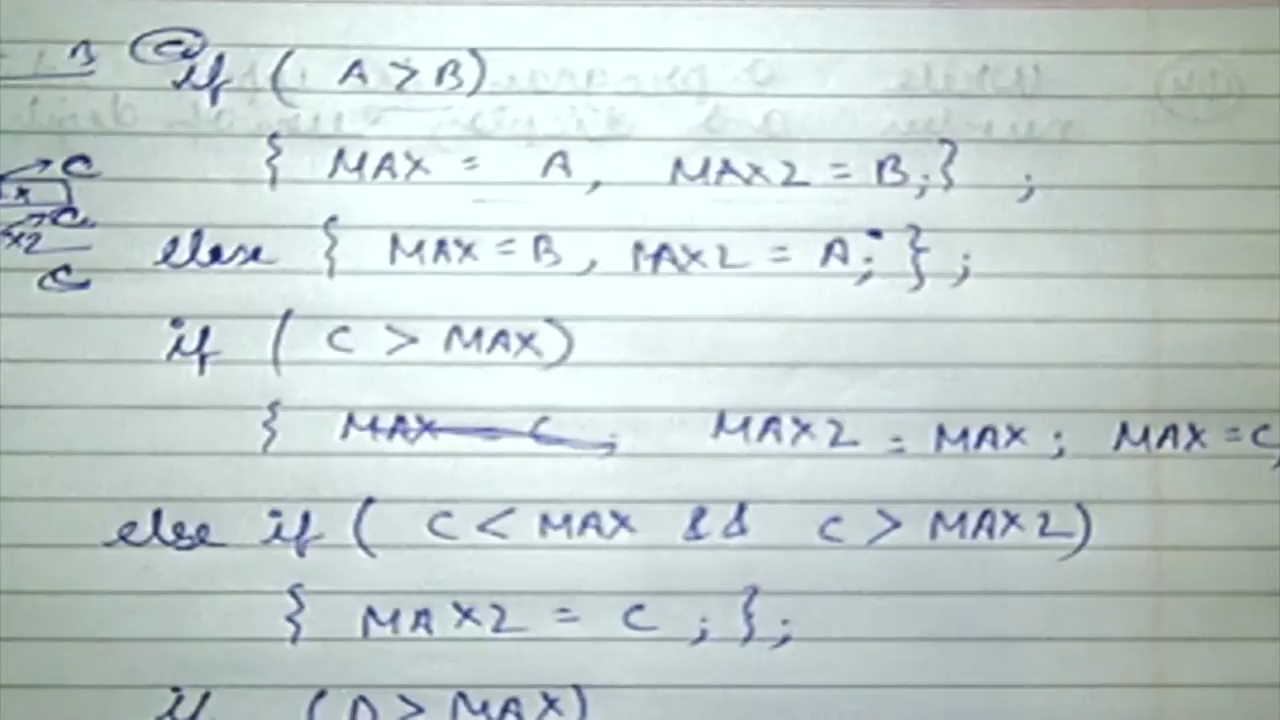 B if ( A > B)
{ MAX = A, MAX2 = B;} ;
C
else { MAX = B, MAX2 = A; } ;
x2 C
C
if ( C > MAX)
{ MAX = C; MAX2 = MAX ; MAX = C,
else if ( C < MAX && C > MAX2)
{ MAX2 = C ; } ;
if (D > MAX)